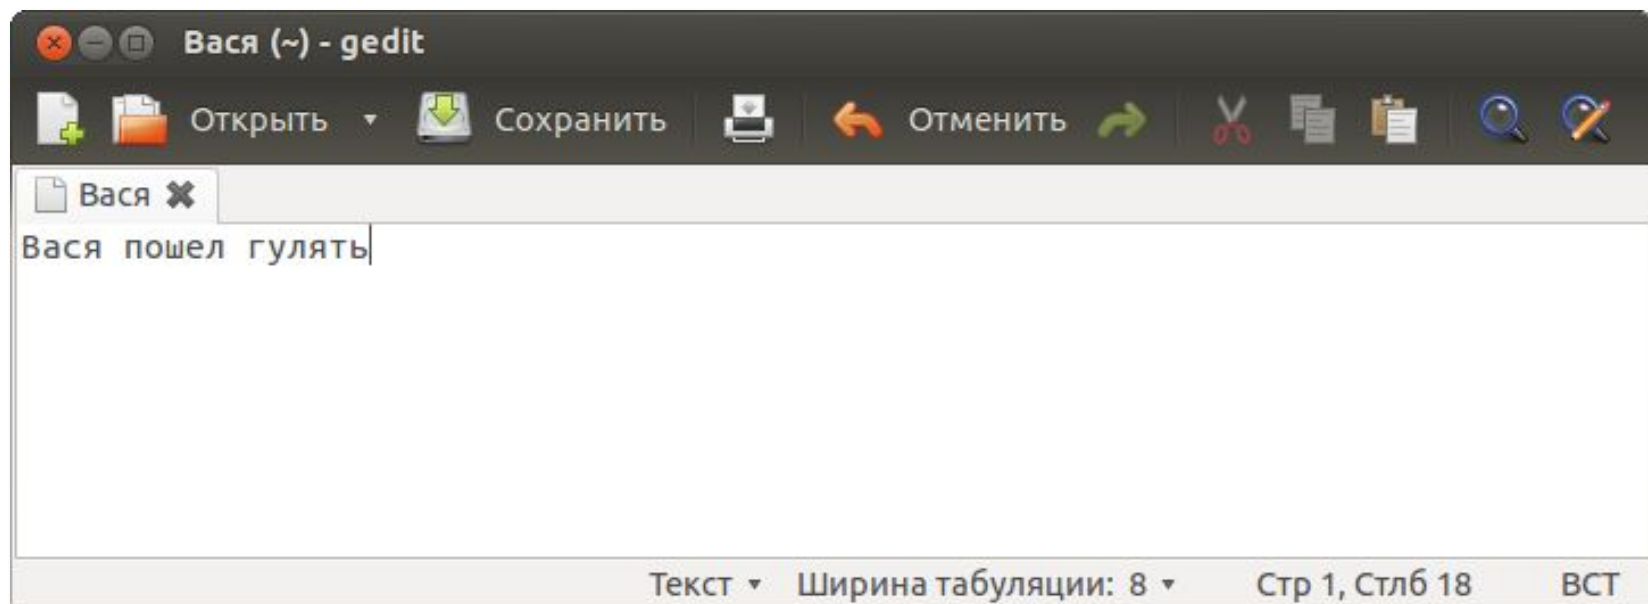 Вася (~) - gedit
Открыть Сохранить Отменить
Вася
Вася пошел гулять
Текст Ширина табуляции: 8 Стр 1, Стлб 18 ВСТ